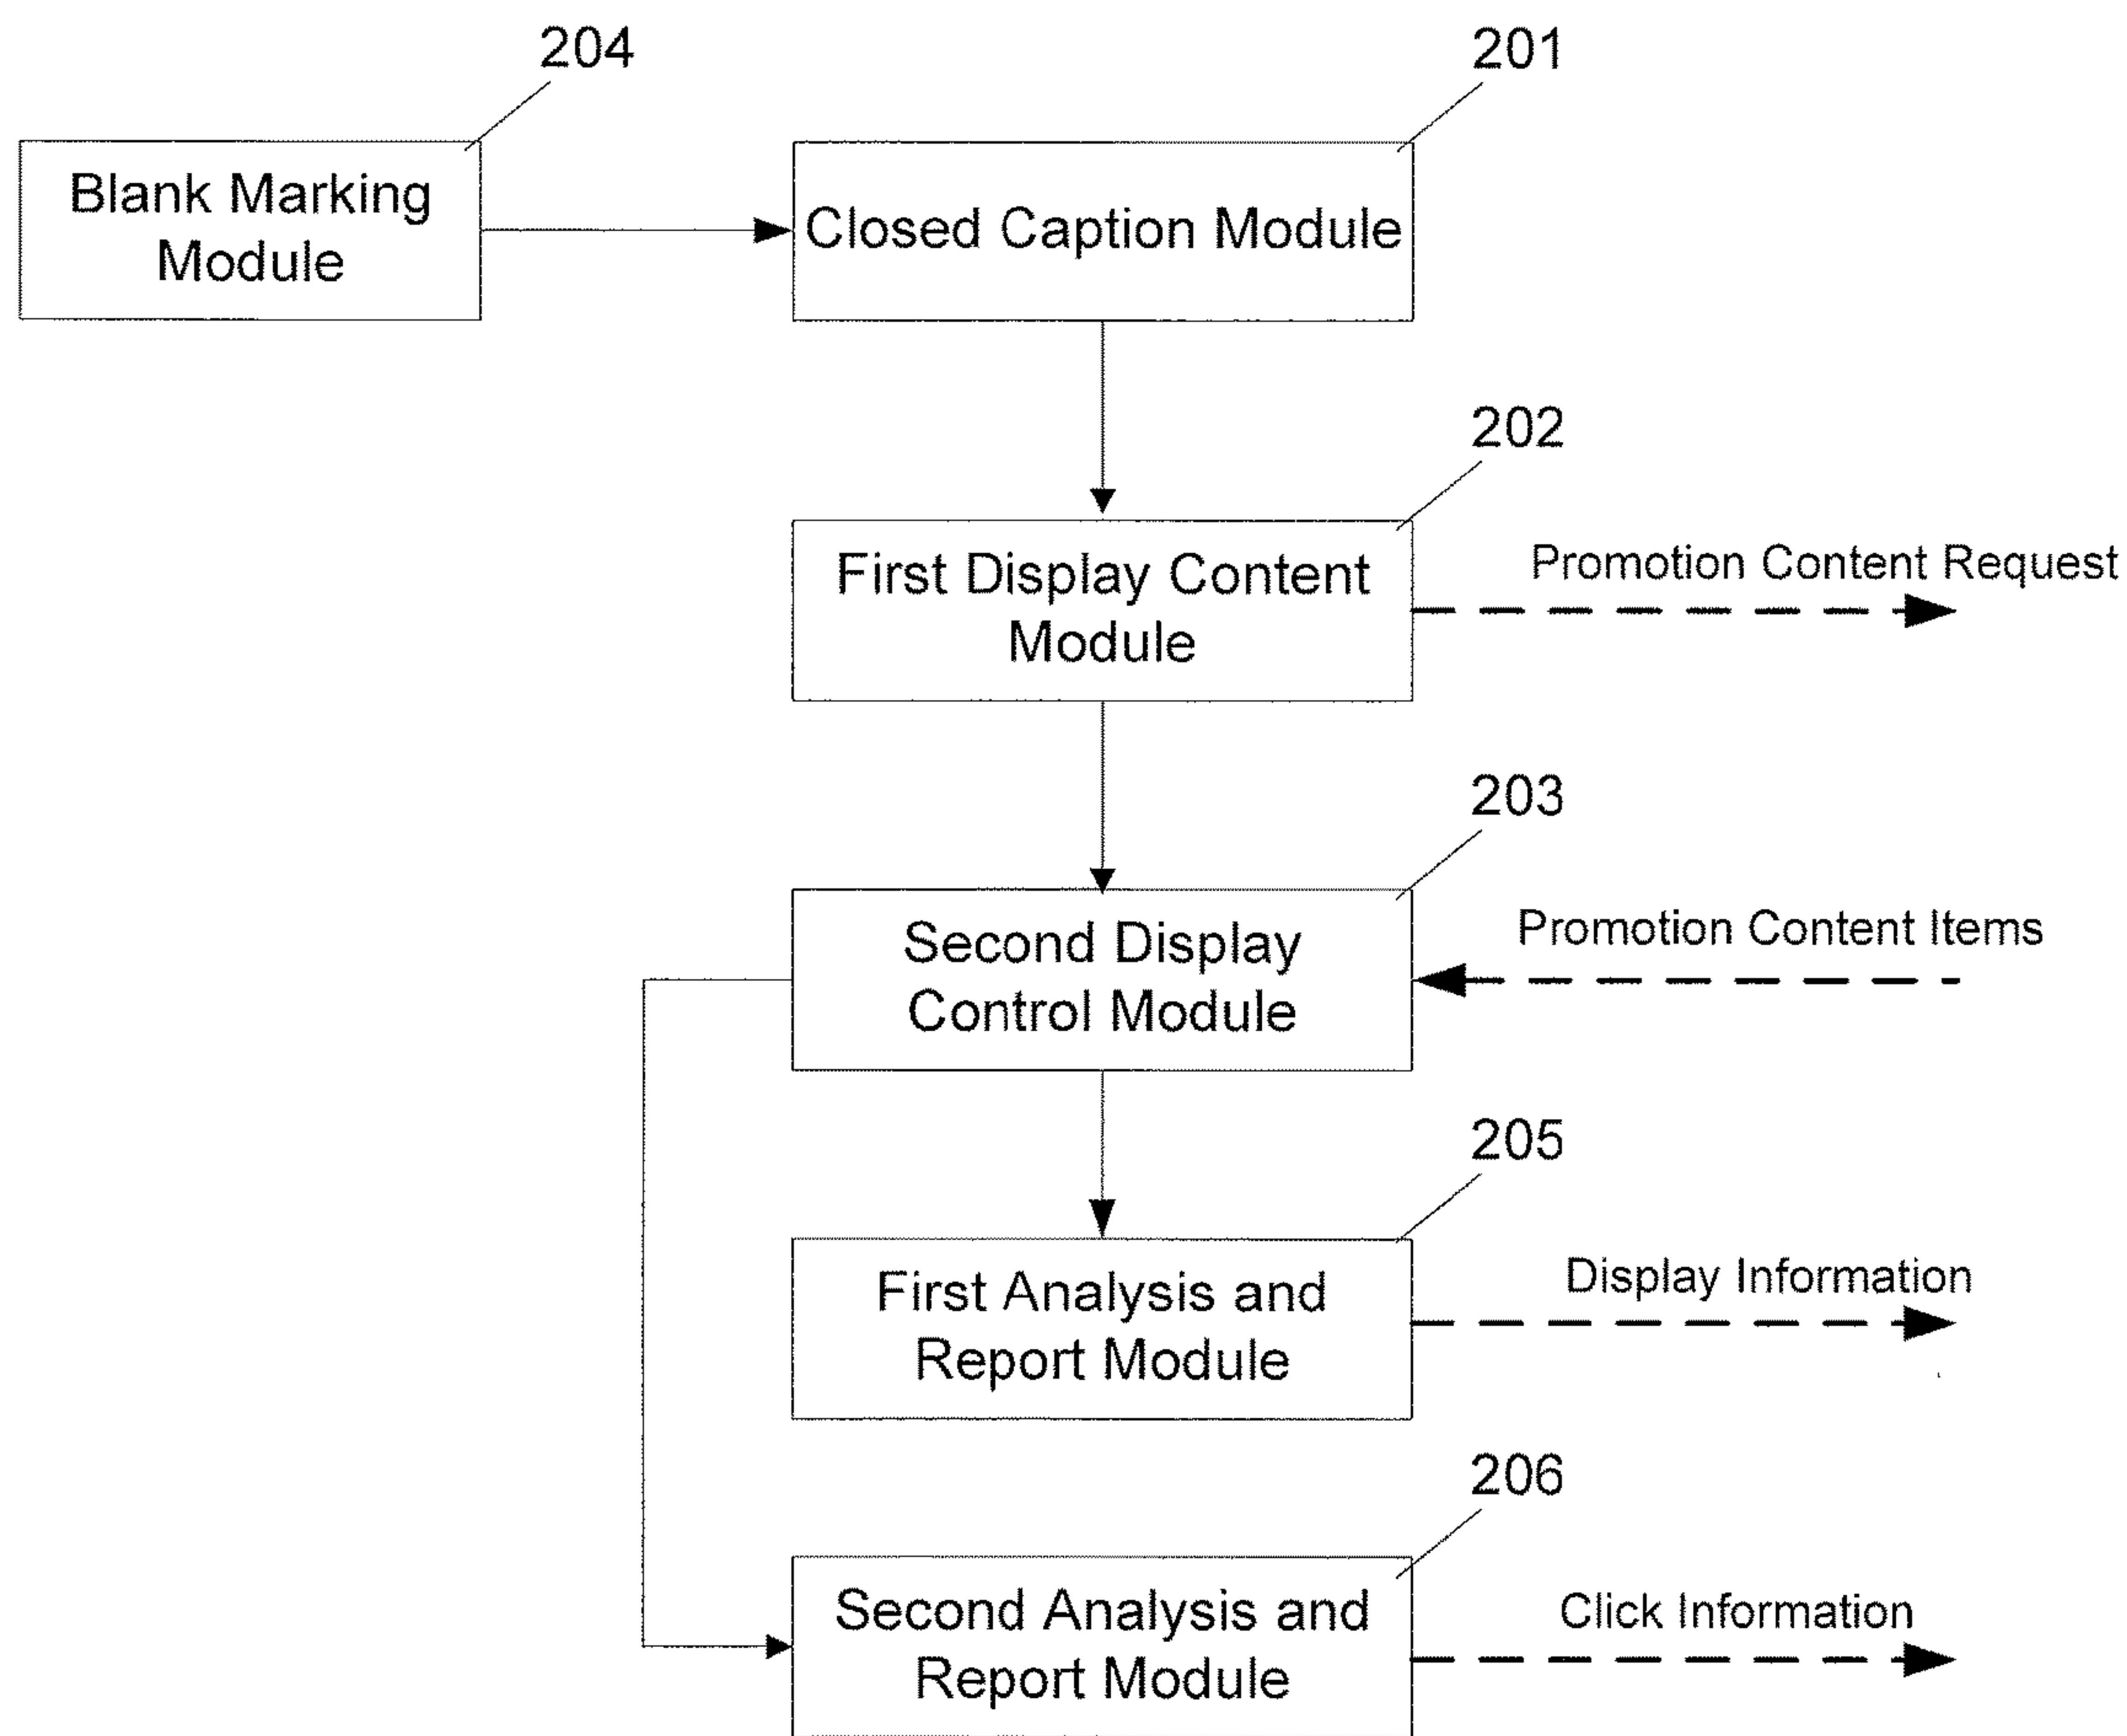 204
201
Blank Marking
Module
Closed Caption Module
202
First Display Content
Module
Promotion Content Request
203
Second Display
Control Module
Promotion Content Items
205
First Analysis and
Report Module
Display Information
206
Second Analysis and
Report Module
Click Information